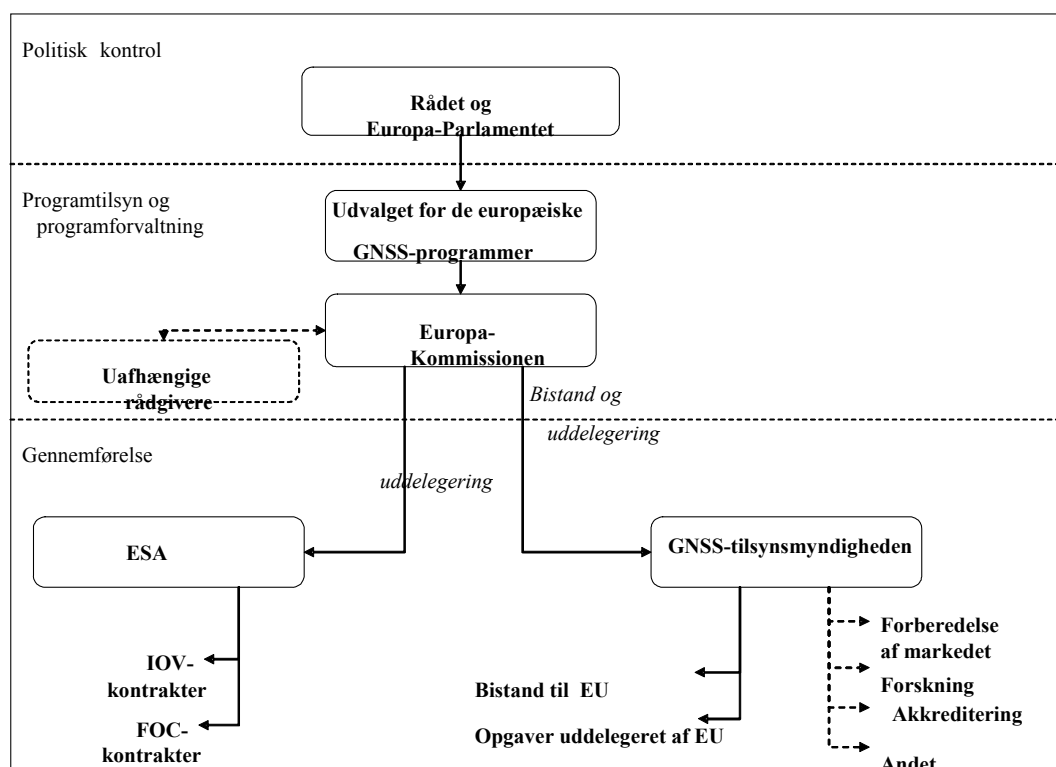 Politisk kontrol
Rådet og
Europa-Parlamentet
Programtilsyn og
programforvaltning
Udvalget for de europæiske
GNSS-programmer
Europa-
Kommissionen
Uafhængige
rådgivere
Bistand og
uddelegering
Gennemførelse
uddelegering
ESA
GNSS-tilsynsmyndigheden
IOV-
kontrakter
FOC-
kontrakter
Bistand til EU
Opgaver uddelegeret af EU
Forberedelse
af markedet
Forskning
Akkreditering
Andet